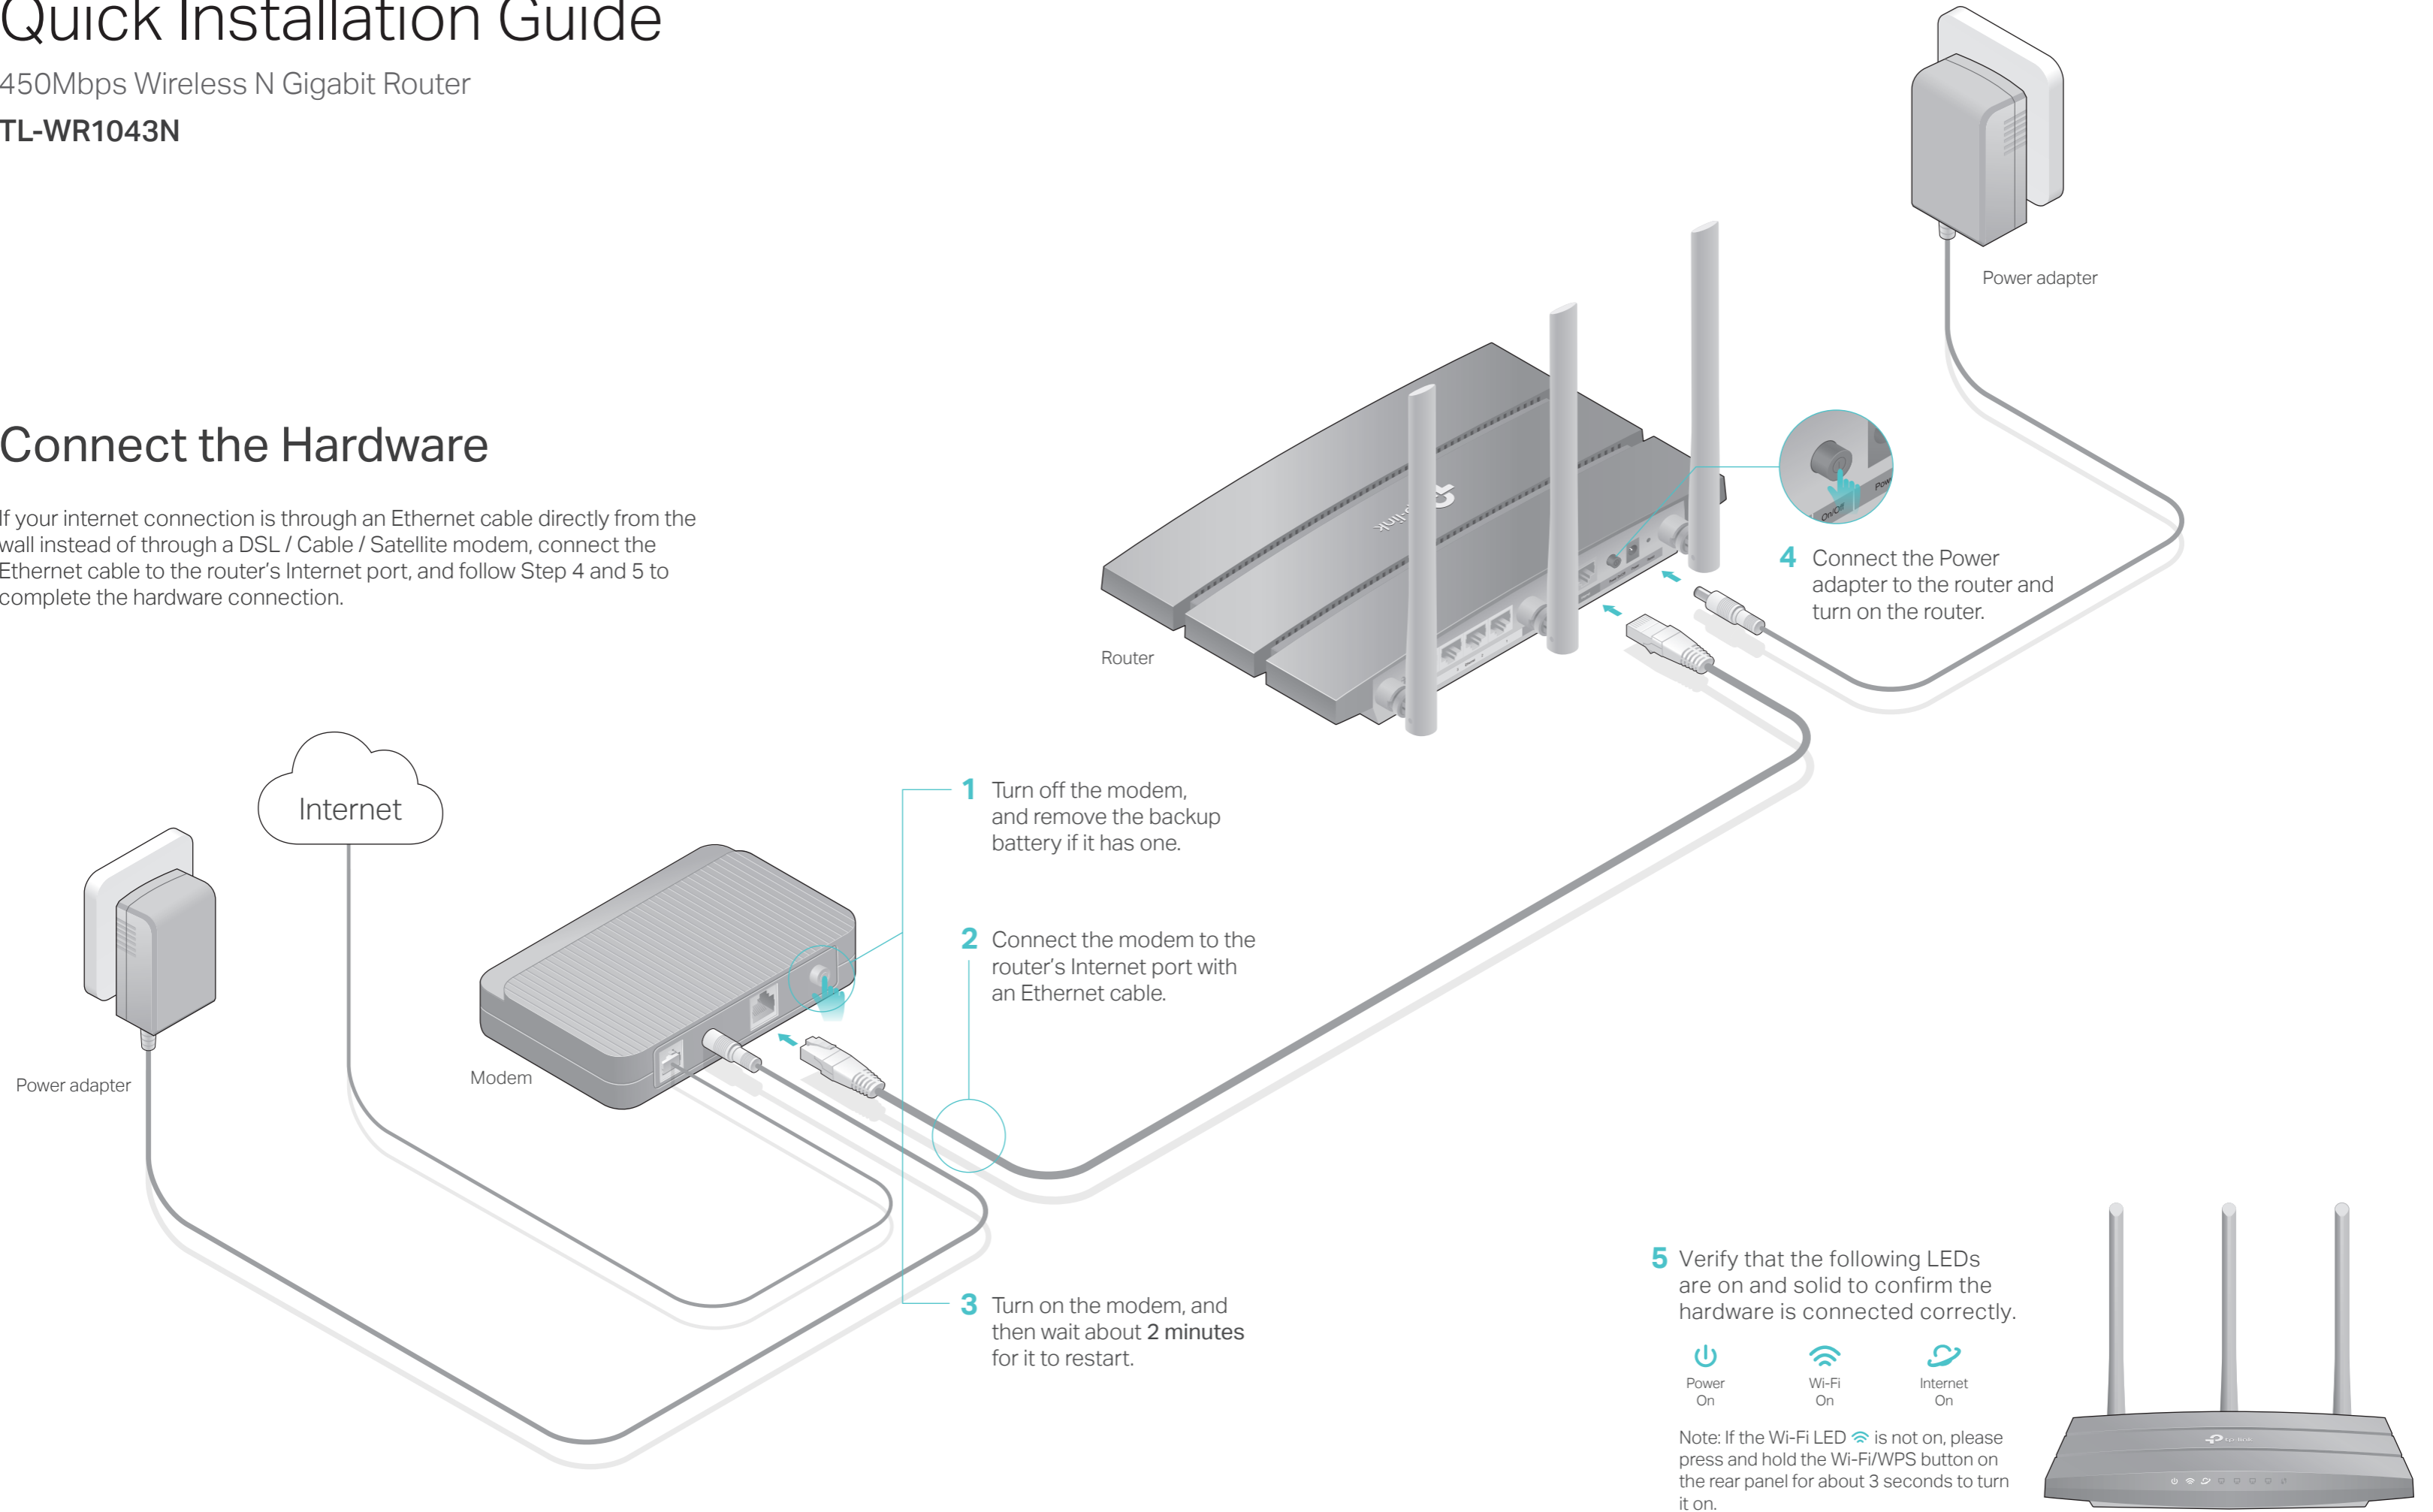 Quick Installation Guide
450Mbps Wireless N Gigabit Router
TL-WR1043N
Power adapter
Connect the Hardware
If your internet connection is through an Ethernet cable directly from the
wall instead of through a DSL / Cable / Satellite modem, connect the
Ethernet cable to the router's Internet port, and follow Step 4 and 5 to
complete the hardware connection.
On/Off
4 Connect the Power
adapter to the router and
turn on the router.
Router
Internet
1 Turn off the modem,
and remove the backup
battery if it has one.
2 Connect the modem to the
router's Internet port with
an Ethernet cable.
Modem
Power adapter
3 Turn on the modem, and
then wait about 2 minutes
for it to restart.
5 Verify that the following LEDs
are on and solid to confirm the
hardware is connected correctly.
Power
On
Wi-Fi
On
Internet
On
Note: If the Wi-Fi LED is not on, please
press and hold the Wi-Fi/WPS button on
the rear panel for about 3 seconds to turn
it on.